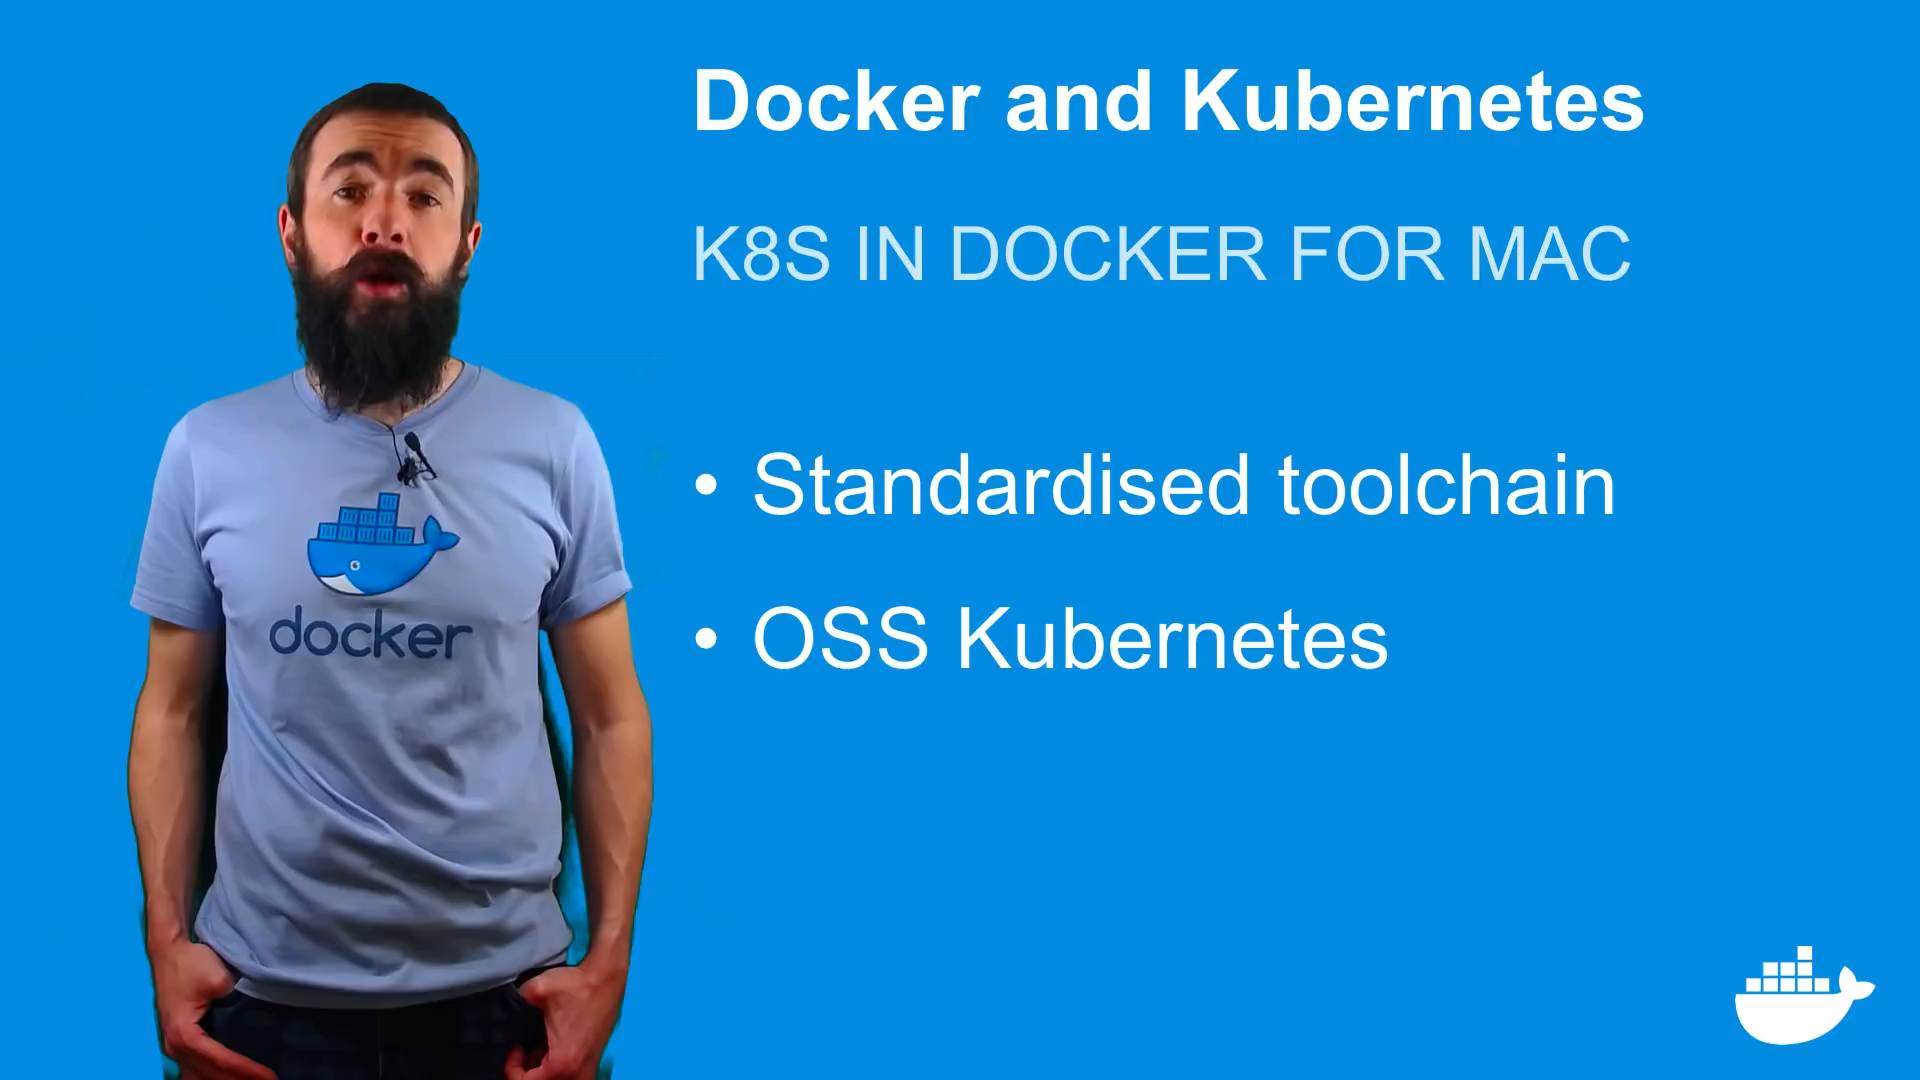 Docker and Kubernetes
K8S IN DOCKER FOR MAC
• Standardised toolchain
• OSS Kubernetes
docker